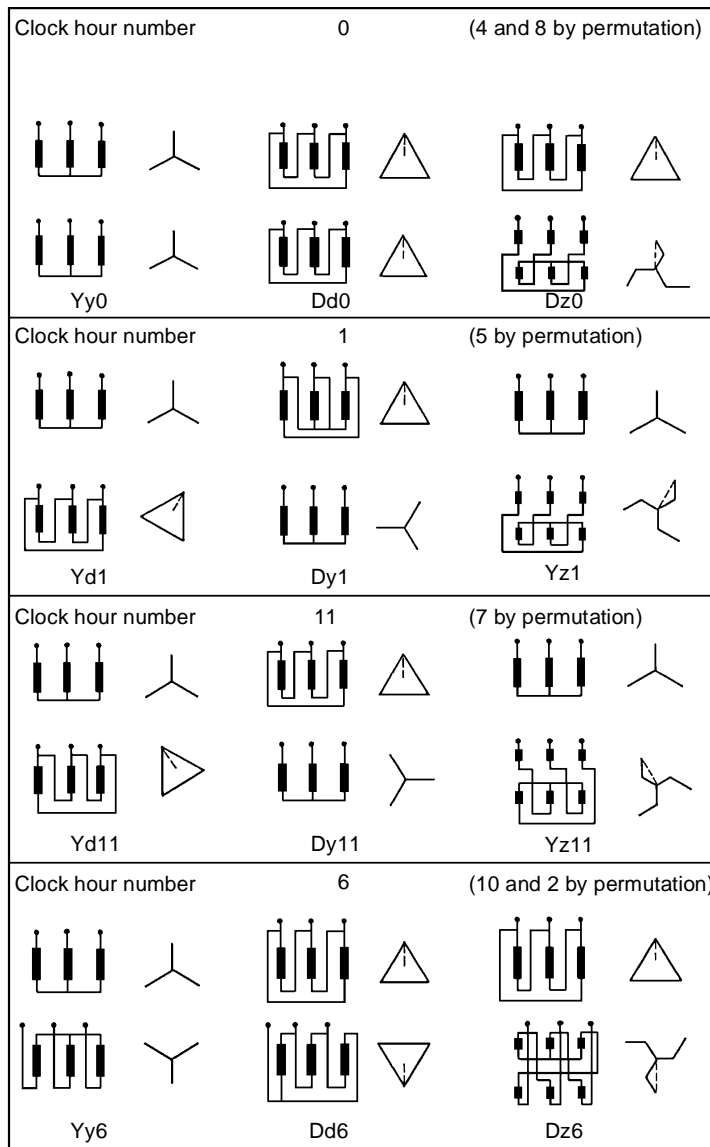 Clock hour number 0 (4 and 8 by permutation)
Yy0 Dd0 Dz0
Clock hour number 1 (5 by permutation)
Yd1 Dy1 Yz1
Clock hour number 11 (7 by permutation)
Yd11 Dy11 Yz11
Clock hour number 6 (10 and 2 by permutation)
Yy6 Dd6 Dz6